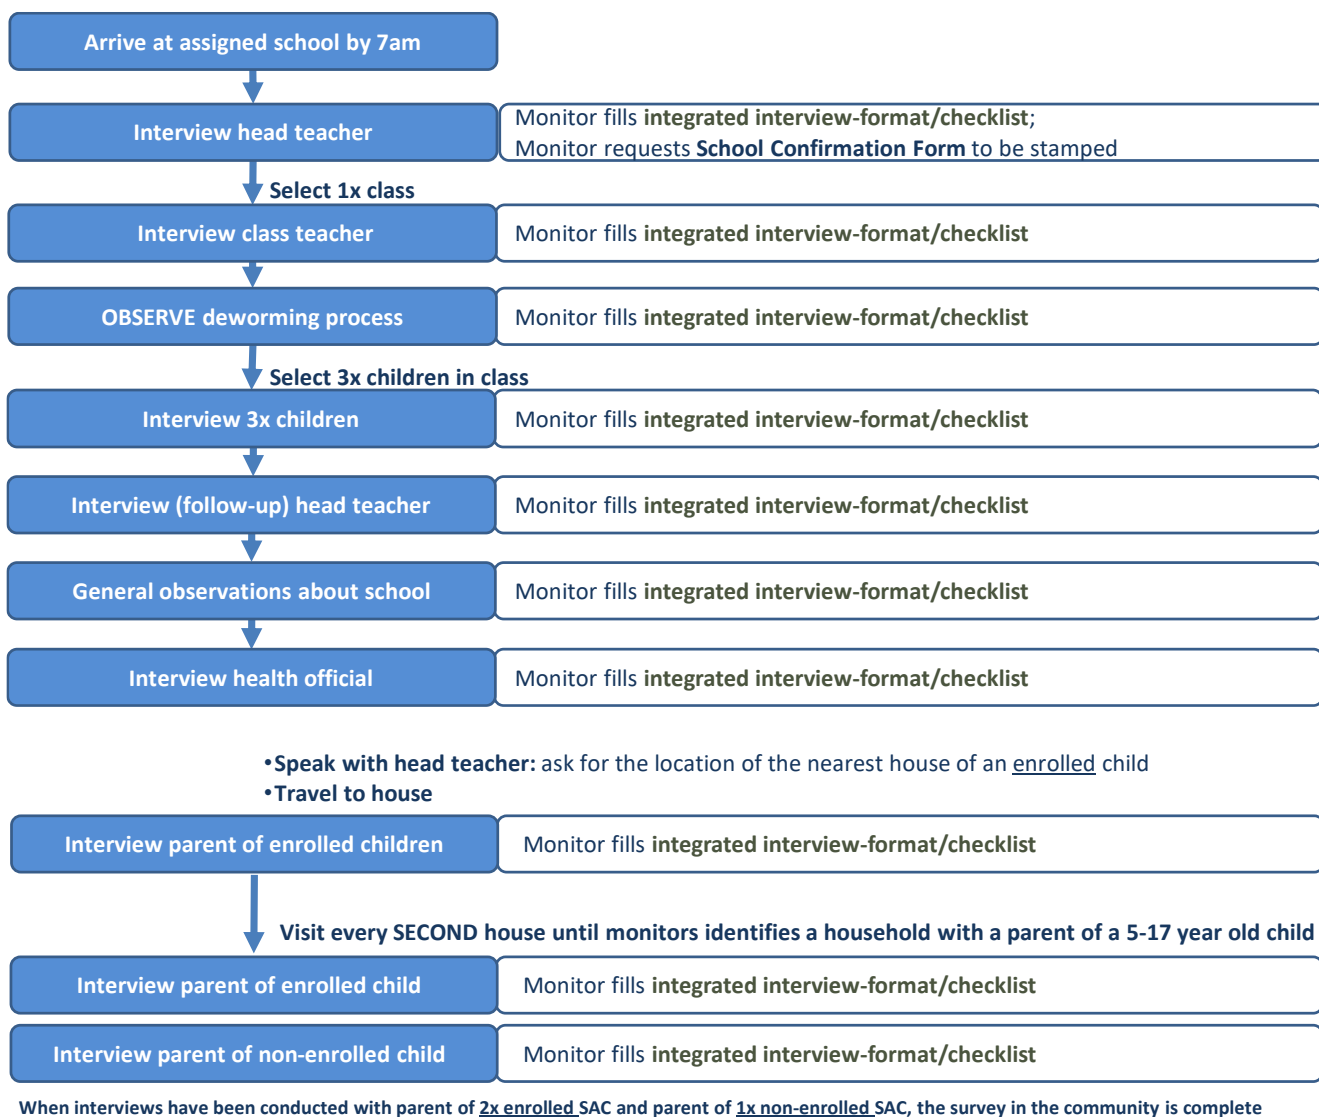 Arrive at assigned school by 7am
Interview head teacher
Monitor fills integrated interview-format/checklist;
Monitor requests School Confirmation Form to be stamped
Select 1x class
Interview class teacher
Monitor fills integrated interview-format/checklist
OBSERVE deworming process
Monitor fills integrated interview-format/checklist
Select 3x children in class
Interview 3x children
Monitor fills integrated interview-format/checklist
Interview (follow-up) head teacher
Monitor fills integrated interview-format/checklist
General observations about school
Monitor fills integrated interview-format/checklist
Interview health official
Monitor fills integrated interview-format/checklist
•Speak with head teacher: ask for the location of the nearest house of an enrolled child
•Travel to house
Interview parent of enrolled children
Monitor fills integrated interview-format/checklist
Visit every SECOND house until monitors identifies a household with a parent of a 5-17 year old child
Interview parent of enrolled child
Monitor fills integrated interview-format/checklist
Interview parent of non-enrolled child
Monitor fills integrated interview-format/checklist
When interviews have been conducted with parent of 2x enrolled SAC and parent of 1x non-enrolled SAC, the survey in the community is complete